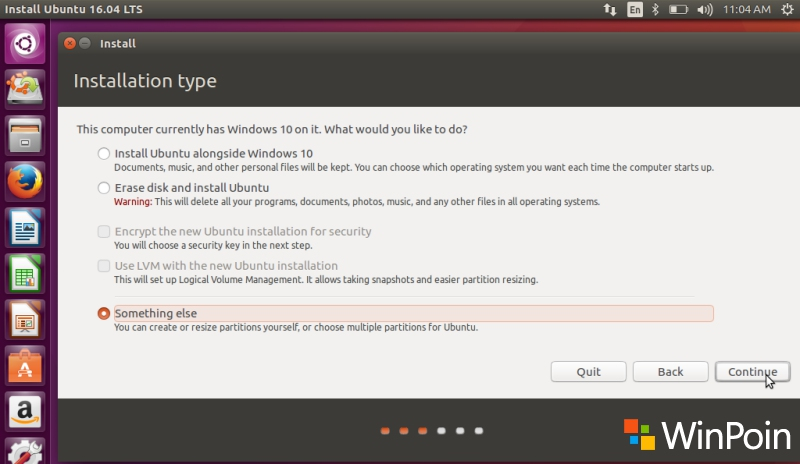 Install Ubuntu 16.04 LTS
En
11:04 AM
Install
Installation type
This computer currently has Windows 10 on it. What would you like to do?
Install Ubuntu alongside Windows 10
Documents, music, and other personal files will be kept. You can choose which operating system you want each time the computer starts up.
Erase disk and install Ubuntu
Warning: This will delete all your programs, documents, photos, music, and any other files in all operating systems.
Encrypt the new Ubuntu installation for security
You will choose a security key in the next step.
Use LVM with the new Ubuntu installation
This will set up Logical Volume Management. It allows taking snapshots and easier partition resizing.
Something else
You can create or resize partitions yourself, or choose multiple partitions for Ubuntu.
Quit
Back
Continue
A
a
WinPoin